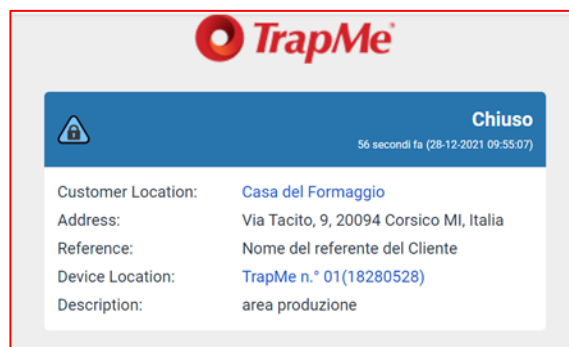 TrapMe
Chiuso
56 secondi fa (28-12-2021 09:55:07)
Customer Location: Casa del Formaggio
Address: Via Tacito, 9, 20094 Corsico MI, Italia
Reference: Nome del referente del Cliente
Device Location: TrapMe n.° 01(18280528)
Description: area produzione